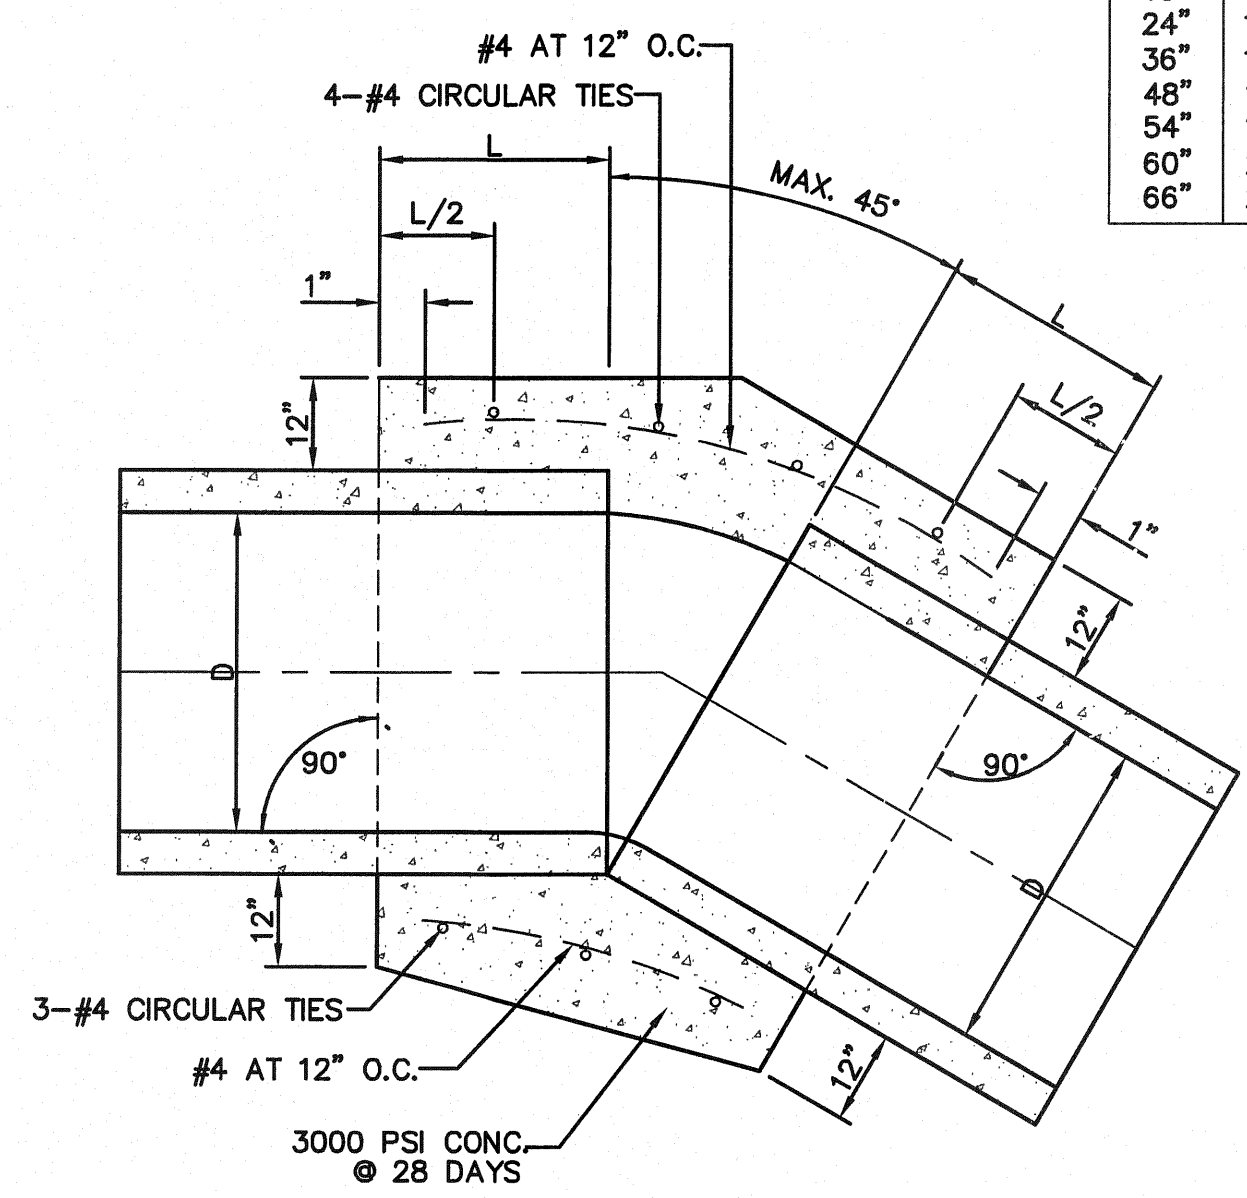 24"
36"
48"
54"
60"
66"
#4 AT 12" O.C.
4-#4 CIRCULAR TIES
L
MAX. 45°
L/2
1"
L
L/2
12"
1"
12"
D
90°
90°
D
12"
3-#4 CIRCULAR TIES
#4 AT 12" O.C.
12"
3000 PSI CONC.
@ 28 DAYS